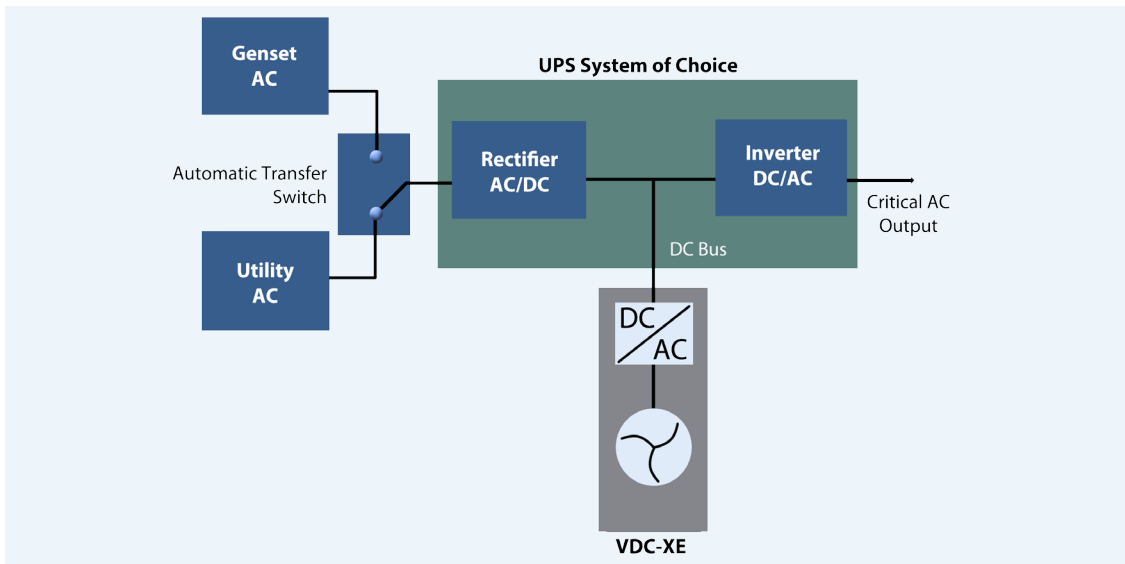 Genset
AC
UPS System of Choice
Rectifier
AC/DC
Inverter
DC/AC
Automatic Transfer
Switch
Critical AC
Output
Utility
AC
DC Bus
DC
AC
VDC-XE